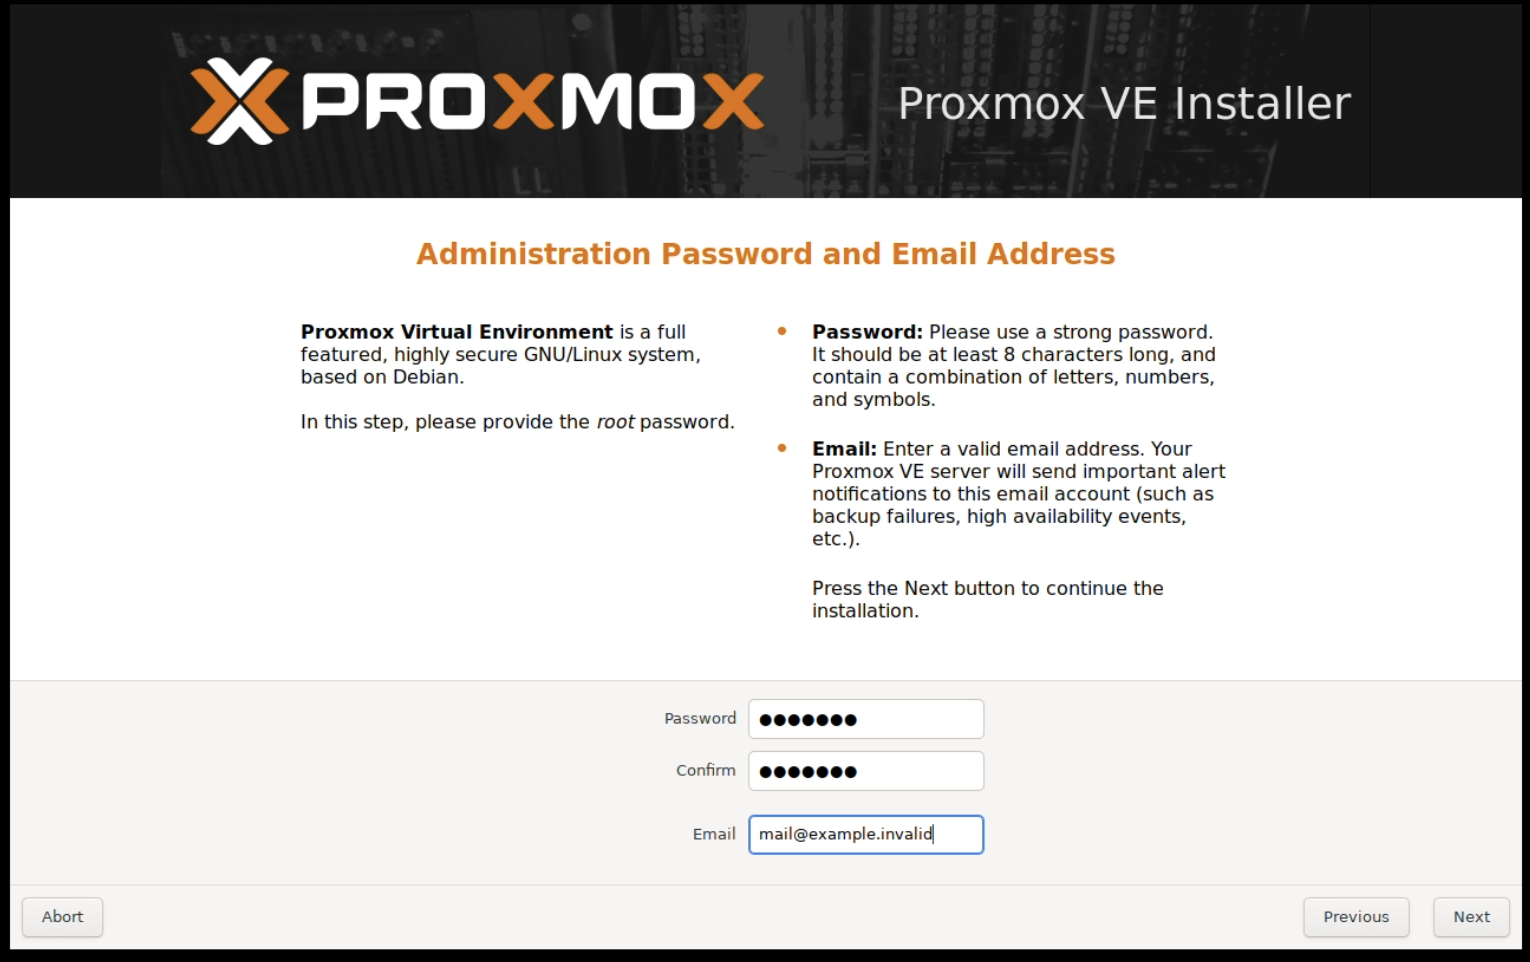 PROXMOX
Proxmox VE Installer
Administration Password and Email Address
Proxmox Virtual Environment is a full
featured, highly secure GNU/Linux system,
based on Debian.
In this step, please provide the root password.
Password: Please use a strong password.
It should be at least 8 characters long, and
contain a combination of letters, numbers,
and symbols.
Email: Enter a valid email address. Your
Proxmox VE server will send important alert
notifications to this email account (such as
backup failures, high availability events,
etc.).
Press the Next button to continue the
installation.
Password ●●●●●●●
Confirm ●●●●●●●
Email mail@example.invalid
Abort
Previous
Next